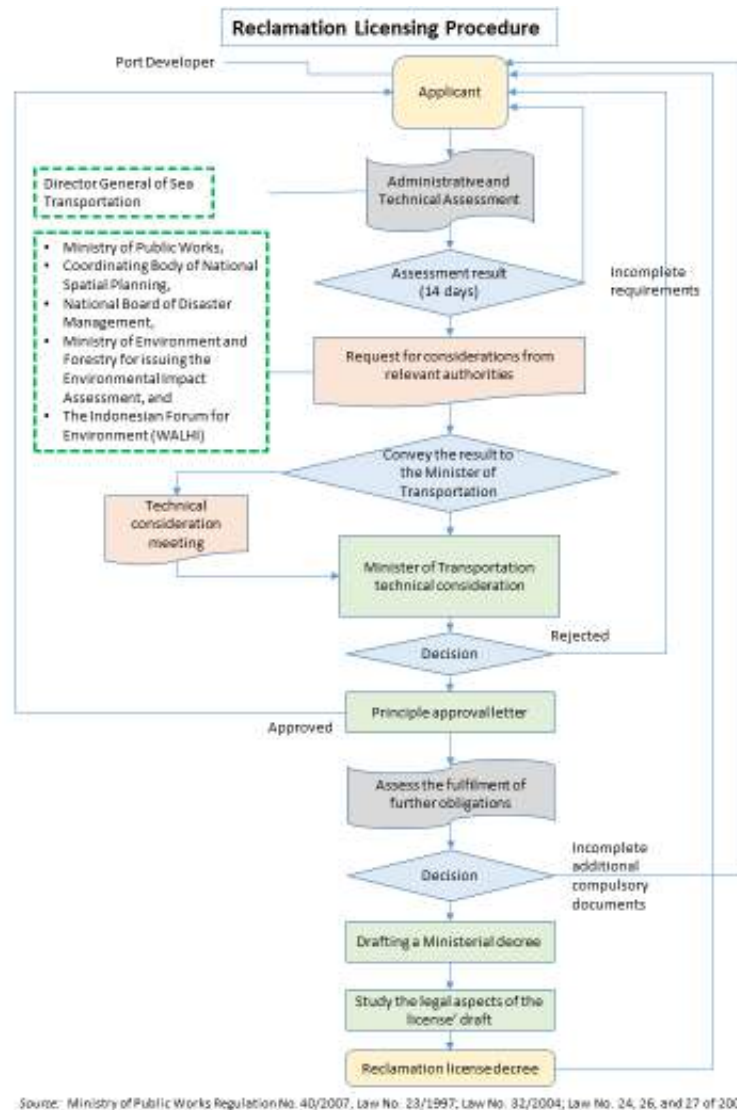 Reclamation Licensing Procedure
Port Developer
Applicant
Director General of Sea
Transportation
Administrative and
Technical Assessment
• Ministry of Public Works,
• Coordinating Body of National
Spatial Planning,
• National Board of Disaster
Management,
• Ministry of Environment and
Forestry for issuing the
Environmental Impact
Assessment, and
• The Indonesian Forum for
Environment (WALHI)
Assessment result
(14 days)
Incomplete
requirements
Request for considerations from
relevant authorities
Convey the result to
the Minister of
Transportation
Technical
consideration
meeting
Minister of Transportation
technical consideration
Rejected
Decision
Principle approval letter
Approved
Assess the fulfilment of
further obligations
Decision
Incomplete
additional
compulsory
documents
Drafting a Ministerial decree
Study the legal aspects of the
license' draft
Reclamation license decree
Source: Ministry of Public Works Regulation No. 40/2007, Law No. 23/1997; Law No. 32/2004; Law No. 24, 26, and 27 of